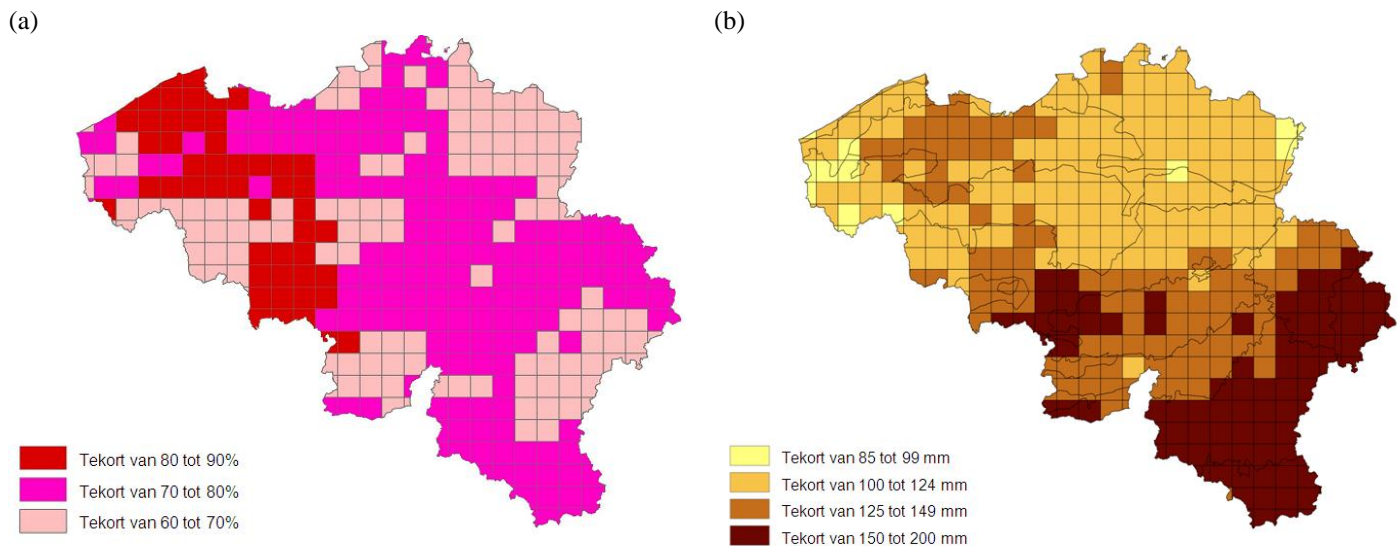 (a)
Tekort van 80 tot 90%
Tekort van 70 tot 80%
Tekort van 60 tot 70%
(b)
Tekort van 85 tot 99 mm
Tekort van 100 tot 124 mm
Tekort van 125 tot 149 mm
Tekort van 150 tot 200 mm